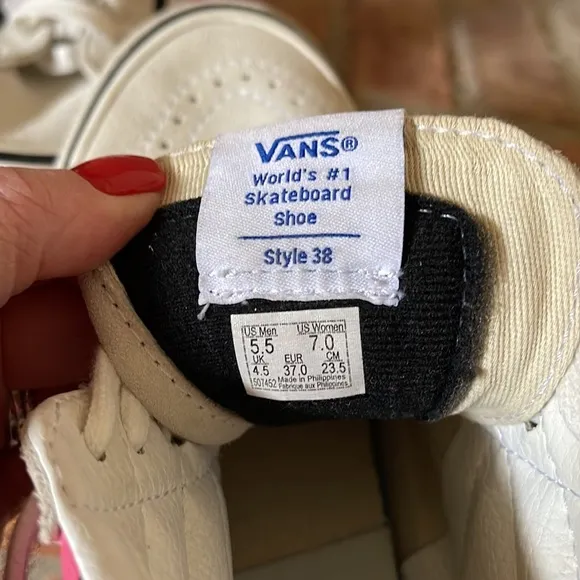 VANS®
World's #1
Skateboard
Shoe
Style 38
US Men US Women
5.5 7.0
UK EUR CM
4.5 37.0 23.5
507452 Made in Philippines
Fabrique aux Philippines